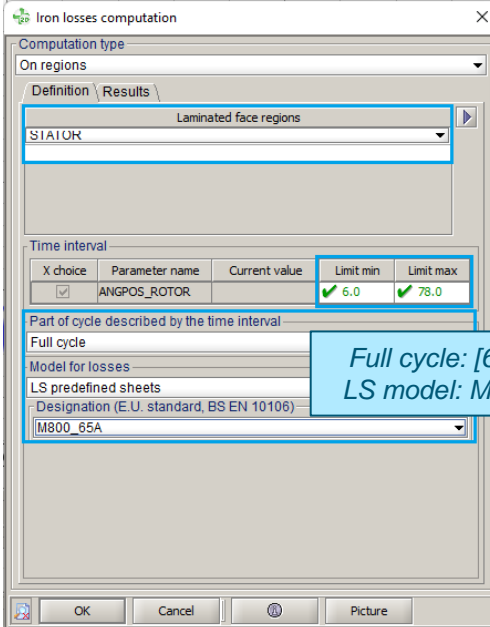 Iron losses computation
Computation type
On regions
Definition Results
Laminated face regions
STATOR
Time interval
X choice Parameter name Current value Limit min Limit max
ANGPOS_ROTOR 6.0 78.0
Part of cycle described by the time interval
Full cycle
Model for losses
Full cycle: [6
LS predefined sheets
LS model: M
Designation (E.U. standard, BS EN 10106)
M800_65A
OK Cancel Picture